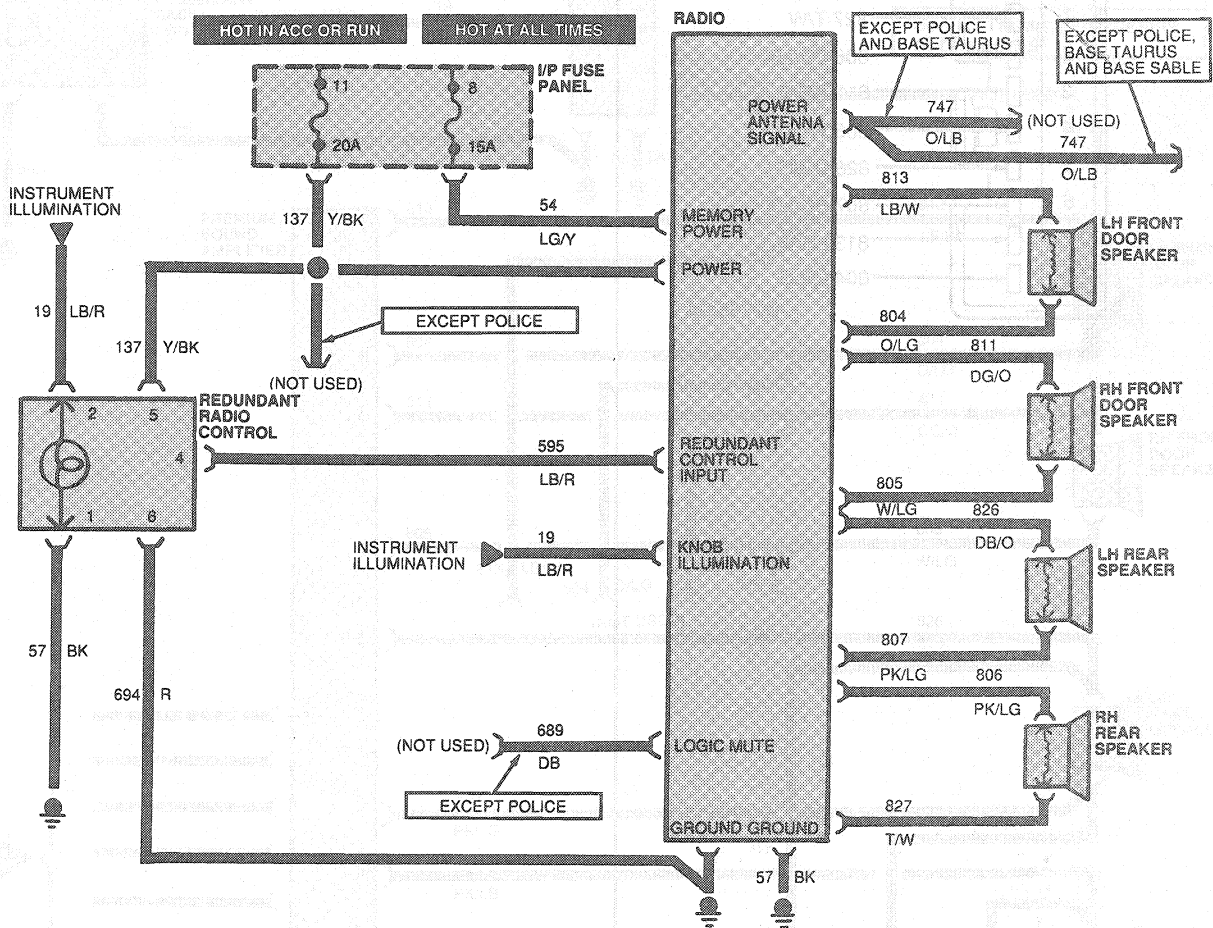 RADIO
HOT IN ACC OR RUN
HOT AT ALL TIMES
EXCEPT POLICE
AND BASE TAURUS
EXCEPT POLICE,
BASE TAURUS
AND BASE SABLE
I/P FUSE
PANEL
11
8
20A
15A
POWER
ANTENNA
SIGNAL
747
O/LB
(NOT USED)
747
O/LB
INSTRUMENT
ILLUMINATION
137 Y/BK
54
LG/Y
MEMORY
POWER
813
LB/W
LH FRONT
DOOR
SPEAKER
POWER
19 LB/R
137 Y/BK
EXCEPT POLICE
(NOT USED)
804
O/LG
811
DG/O
RH FRONT
DOOR
SPEAKER
REDUNDANT
RADIO
CONTROL
2
5
4
1
6
595
LB/R
REDUNDANT
CONTROL
INPUT
805
W/LG
826
DB/O
LH REAR
SPEAKER
INSTRUMENT
ILLUMINATION
19
LB/R
KNOB
ILLUMINATION
57 BK
694 R
807
PK/LG
806
PK/LG
RH
REAR
SPEAKER
(NOT USED)
689
DB
LOGIC MUTE
EXCEPT POLICE
827
T/W
GROUND GROUND
57 BK